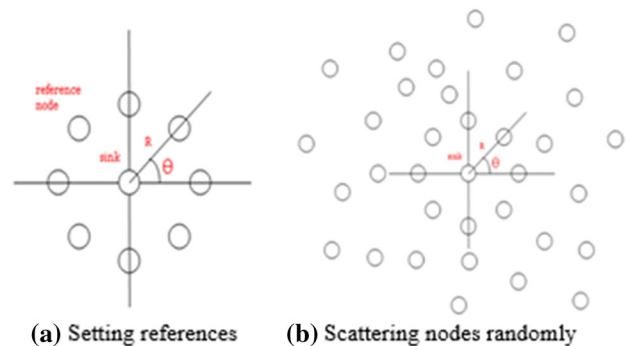 reference
node
R
sink
θ
(a) Setting references
R
sink
θ
(b) Scattering nodes randomly